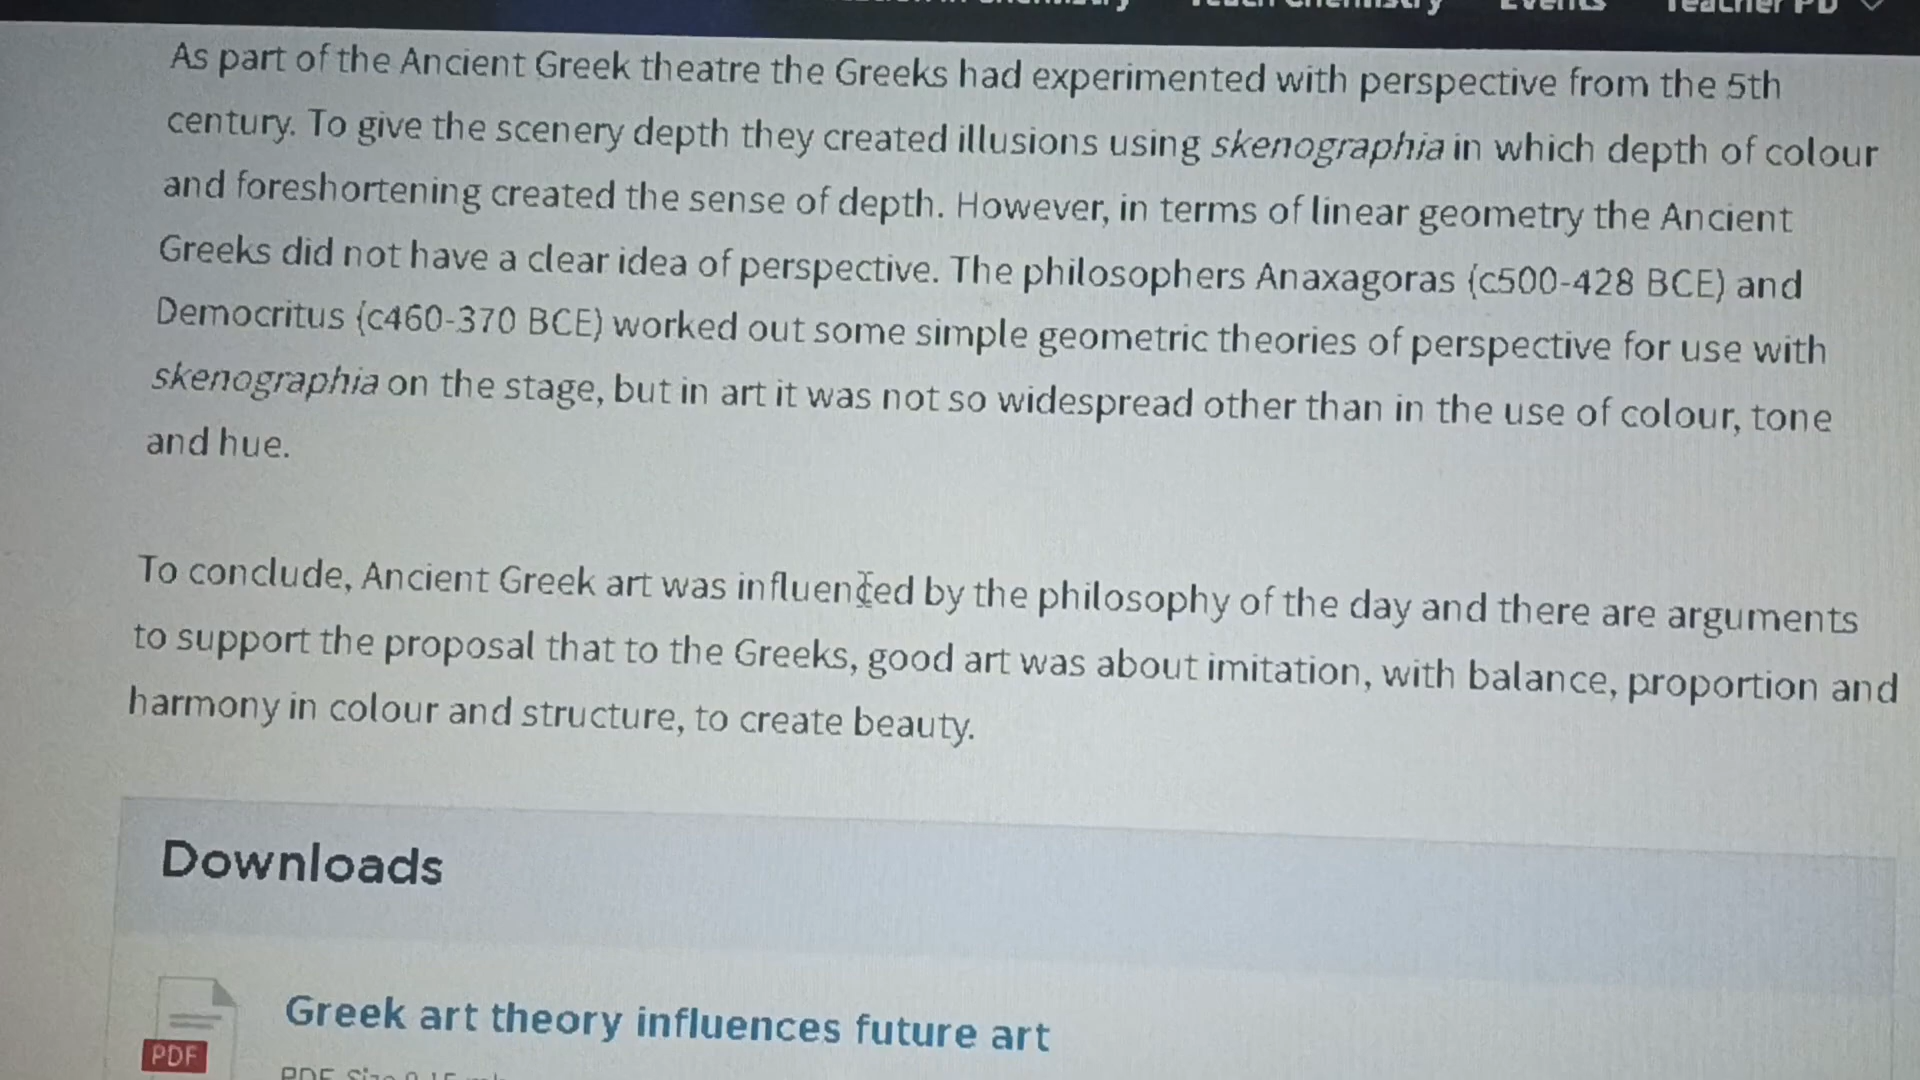 Teach Chemistry Events Teacher PD
As part of the Ancient Greek theatre the Greeks had experimented with perspective from the 5th
century. To give the scenery depth they created illusions using skenographia in which depth of colour
and foreshortening created the sense of depth. However, in terms of linear geometry the Ancient
Greeks did not have a clear idea of perspective. The philosophers Anaxagoras (c500-428 BCE) and
Democritus (c460-370 BCE) worked out some simple geometric theories of perspective for use with
skenographia on the stage, but in art it was not so widespread other than in the use of colour, tone
and hue.
To conclude, Ancient Greek art was influenced by the philosophy of the day and there are arguments
to support the proposal that to the Greeks, good art was about imitation, with balance, proportion and
harmony in colour and structure, to create beauty.
Downloads
Greek art theory influences future art
PDF
PDF, Size